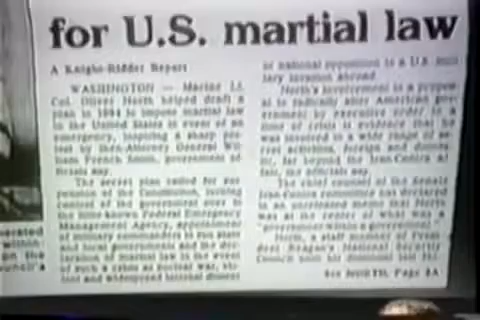 for U.S. martial law
A Knight-Ridder Report
WASHINGTON — Marine Lt.
Col. Oliver North helped draft a
plan in 1984 to impose martial law
in the United States in event of an
emergency, inspiring a sharp pro-
test by then-Attorney General Wil-
liam French Smith, government of-
ficials say.
The secret plan called for sus-
pension of the Constitution, turning
control of the government over to
the little-known Federal Emergency
Management Agency, appointment
of military commanders to run state
and local governments and the dec-
laration of martial law in the event
of such a crisis as nuclear war, vio-
lent and widespread internal dissent
or national opposition to a U.S. mili-
tary invasion abroad.
North's involvement in a propos-
al to radically alter American gov-
ernment by executive order in a
time of crisis is evidence that he
was involved in a wide range of se-
cret activities, foreign and domes-
tic, far beyond the Iran-Contra af-
fair, the officials say.
The chief counsel of the Senate
Iran-Contra committee has declared
in a unreleased memo that North
was at the center of what was a
"government within a government."
North, a staff member of Presi-
dent Reagan's National Security
Council until his dismissal last
See NORTH, Page 8A